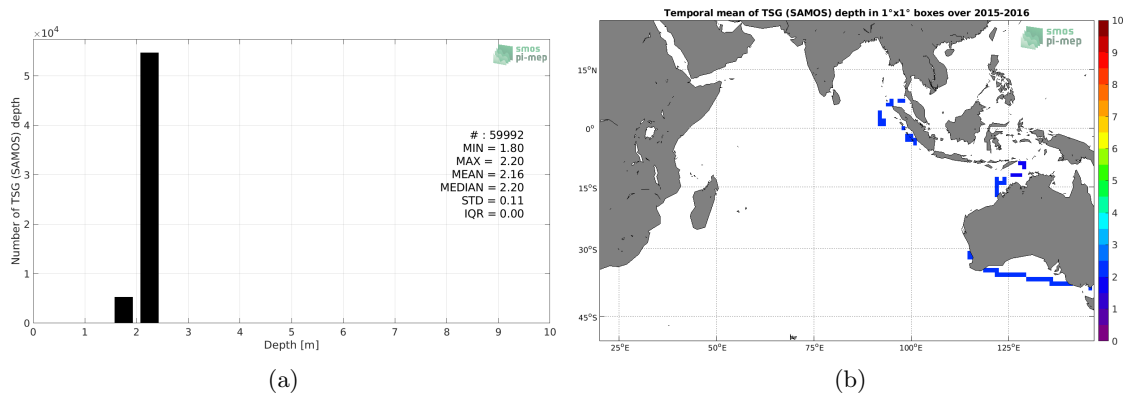 ×10⁴
smos
pi-mep
Number of TSG (SAMOS) depth
5
4
3
2
1
0
# : 59992
MIN = 1.80
MAX = 2.20
MEAN = 2.16
MEDIAN = 2.20
STD = 0.11
IQR = 0.00
0 1 2 3 4 5 6 7 8 9 10
Depth [m]
(a)
Temporal mean of TSG (SAMOS) depth in 1°x1° boxes over 2015-2016
smos
pi-mep
15°N
0°
15°S
30°S
45°S
25°E 50°E 75°E 100°E 125°E
10
9
8
7
6
5
4
3
2
1
0
(b)